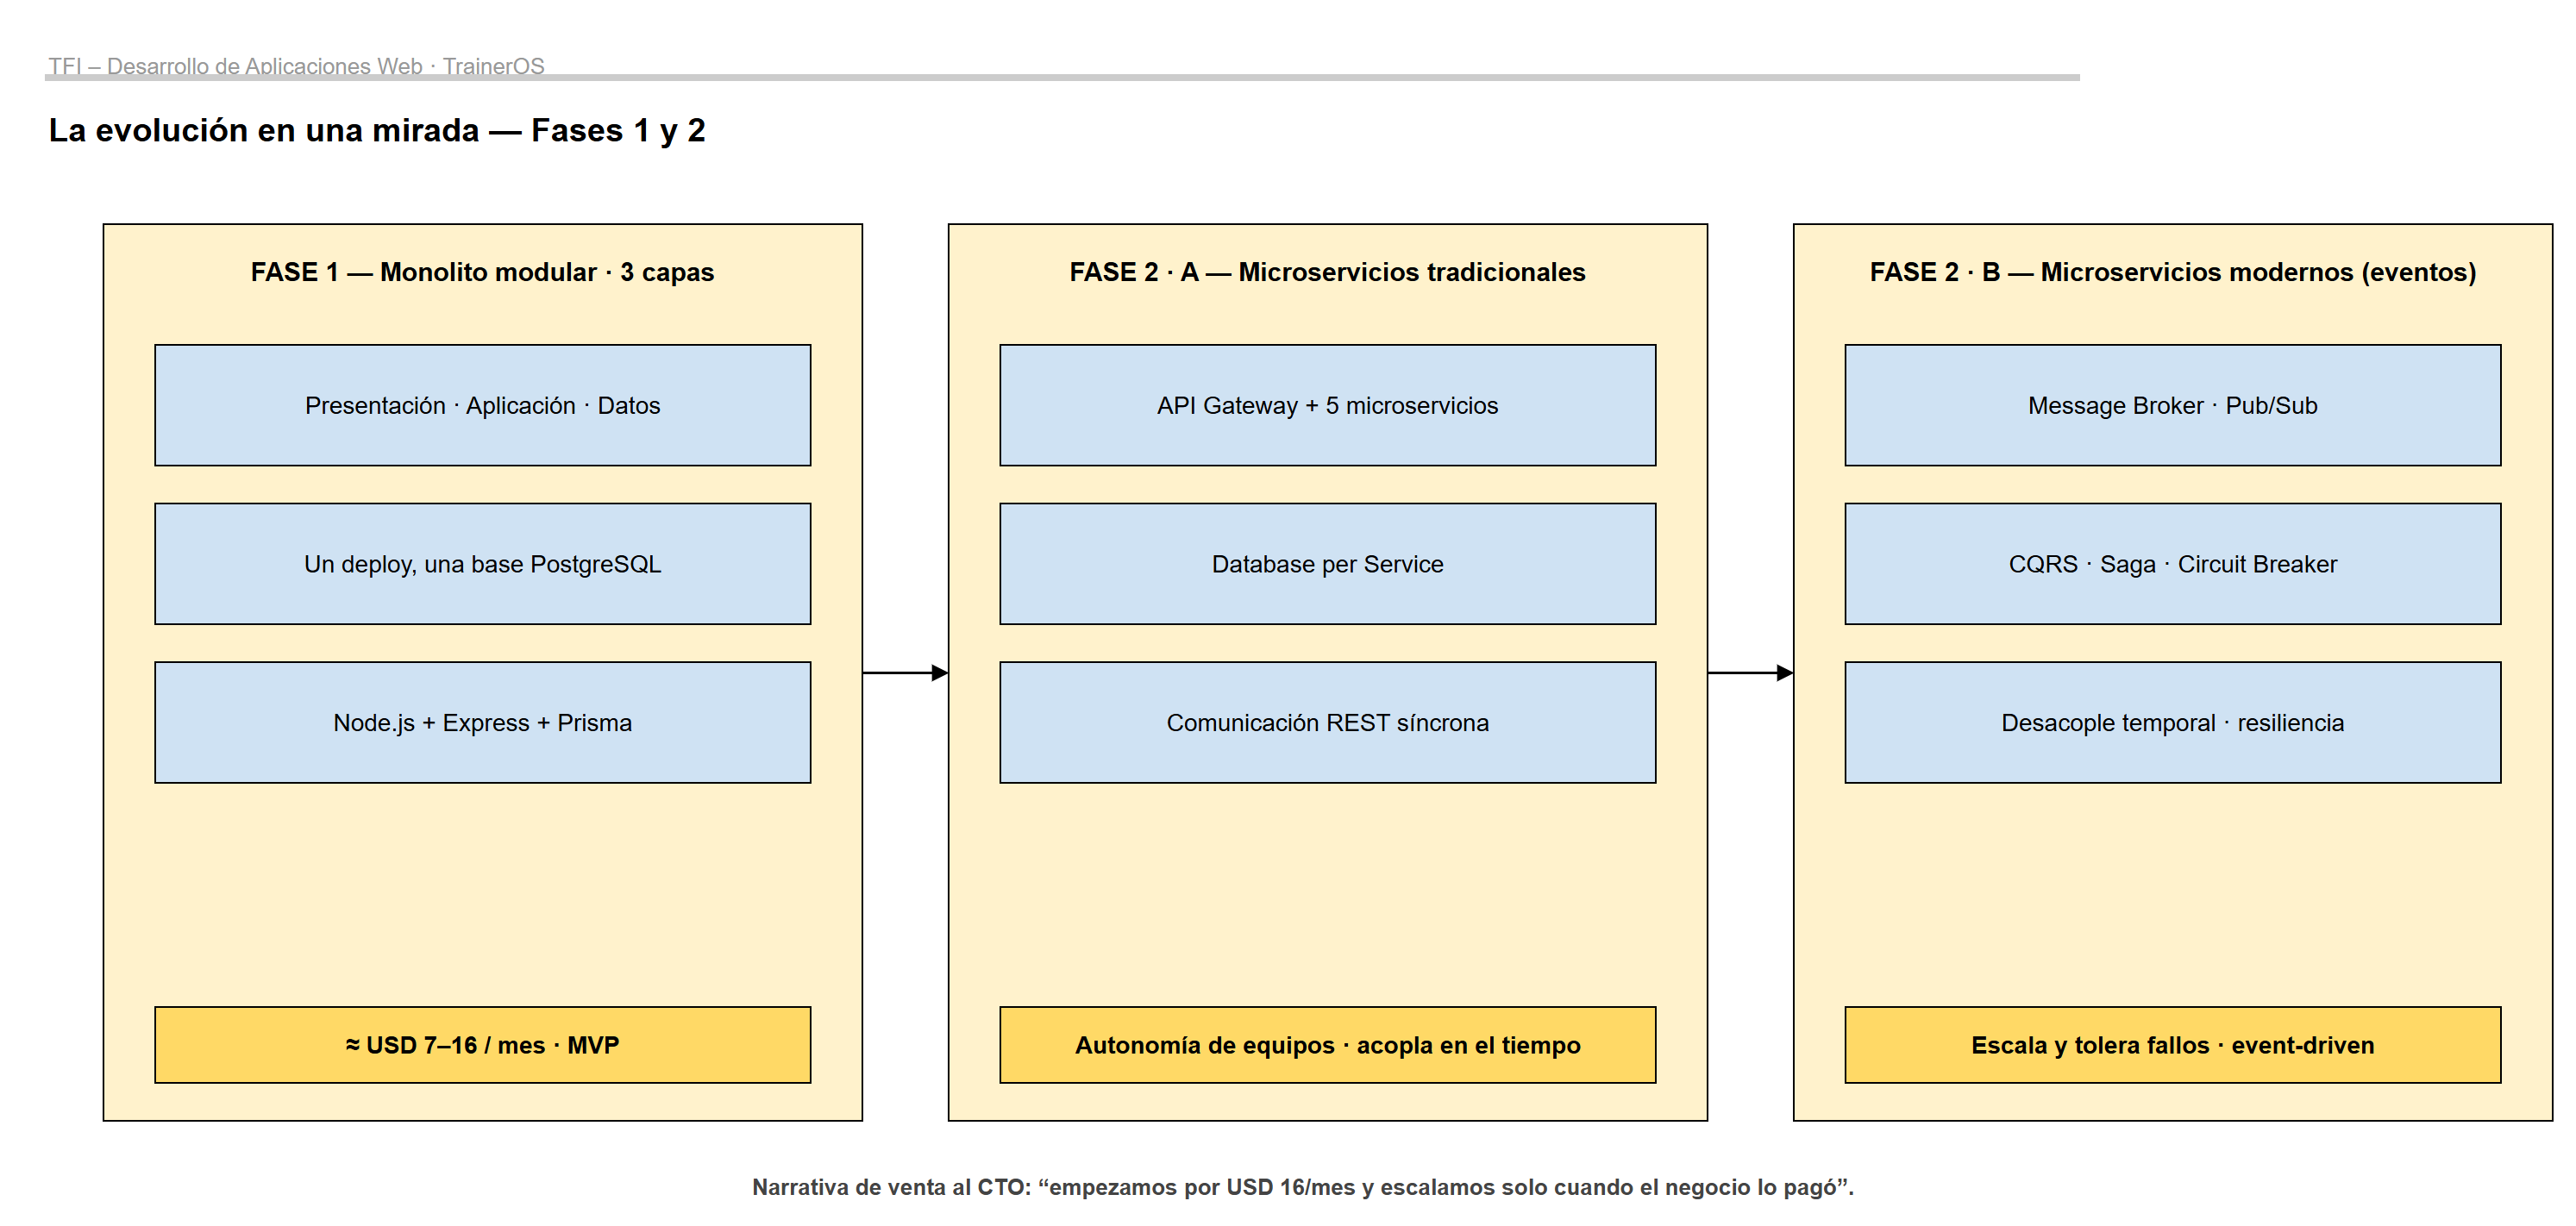 TFI – Desarrollo de Aplicaciones Web · TrainerOS
La evolución en una mirada — Fases 1 y 2
FASE 1 — Monolito modular · 3 capas
Presentación · Aplicación · Datos
Un deploy, una base PostgreSQL
Node.js + Express + Prisma
≈ USD 7–16 / mes · MVP
FASE 2 · A — Microservicios tradicionales
API Gateway + 5 microservicios
Database per Service
Comunicación REST síncrona
Autonomía de equipos · acopla en el tiempo
FASE 2 · B — Microservicios modernos (eventos)
Message Broker · Pub/Sub
CQRS · Saga · Circuit Breaker
Desacople temporal · resiliencia
Escala y tolera fallos · event-driven
Narrativa de venta al CTO: “empezamos por USD 16/mes y escalamos solo cuando el negocio lo pagó”.